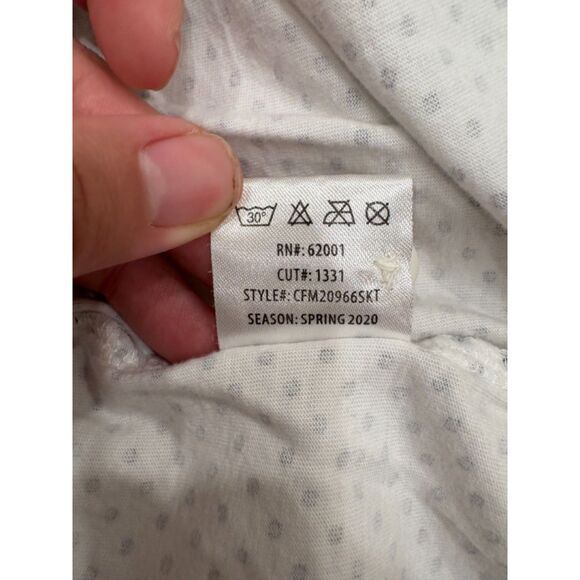 30°
RN#: 62001
CUT#: 1331
STYLE#: CFM20966SKT
SEASON: SPRING 2020